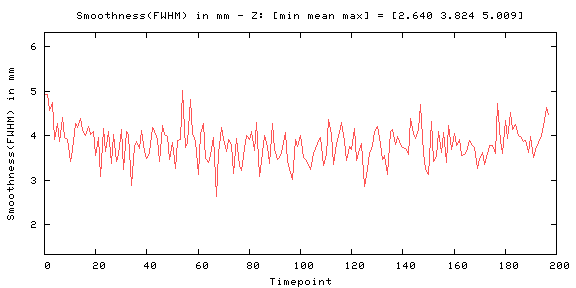 Smoothness(FWHM) in mm - Z: [min mean max] = [2.640 3.824 5.009]
Smoothness(FWHM) in mm
6
5
4
3
2
0 20 40 60 80 100 120 140 160 180 200
Timepoint